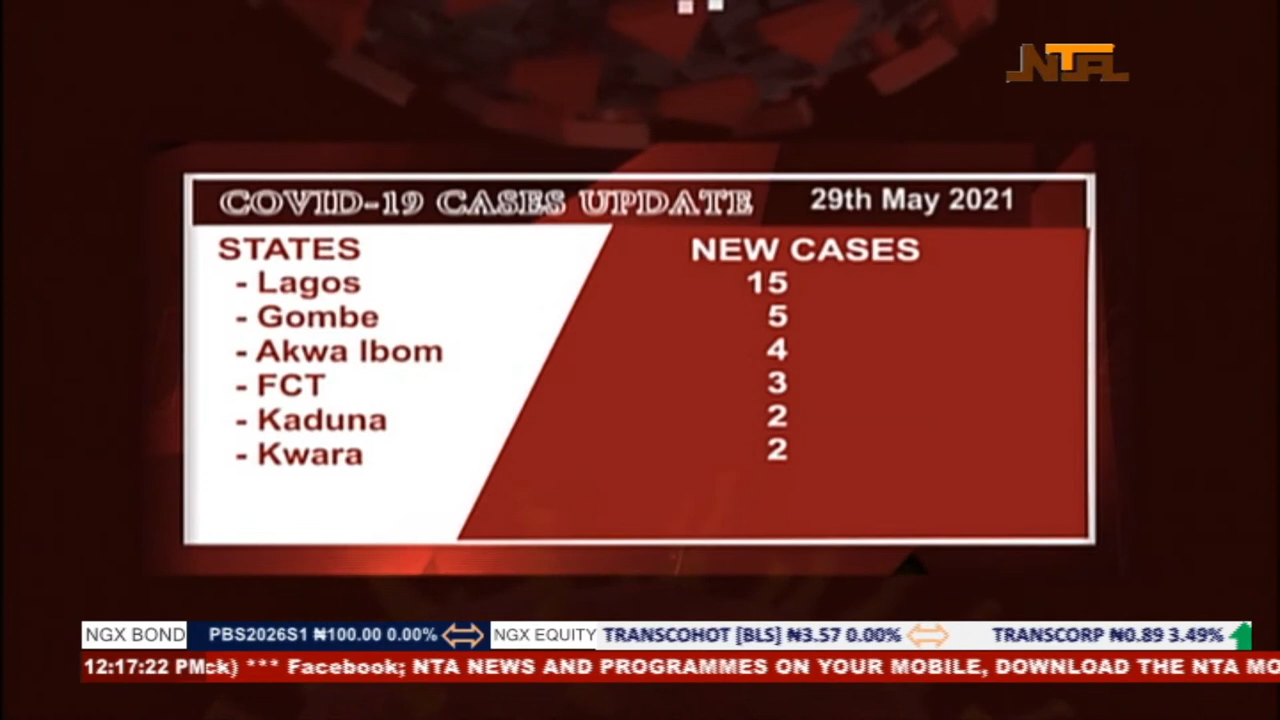 NTA
COVID-19 CASES UPDATE 29th May 2021
STATES NEW CASES
- Lagos 15
- Gombe 5
- Akwa Ibom 4
- FCT 3
- Kaduna 2
- Kwara 2
NGX BOND PBS2026S1 ₦100.00 0.00% NGX EQUITY TRANSCOHOT [BLS] ₦3.57 0.00% TRANSCORP ₦0.89 3.49%
12:17:22 PM ck) *** Facebook; NTA NEWS AND PROGRAMMES ON YOUR MOBILE, DOWNLOAD THE NTA MO